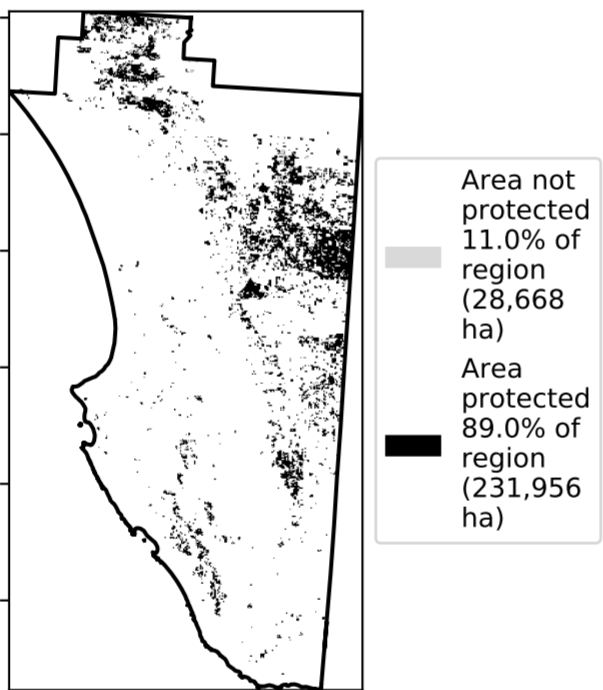 Area not
protected
11.0% of
region
(28,668
ha)
Area
protected
89.0% of
region
(231,956
ha)